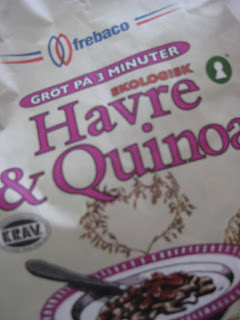 frebaco
GRÖT PÅ 3 MINUTER
EKOLOGISK
Havre
& Quinoa
KRAV